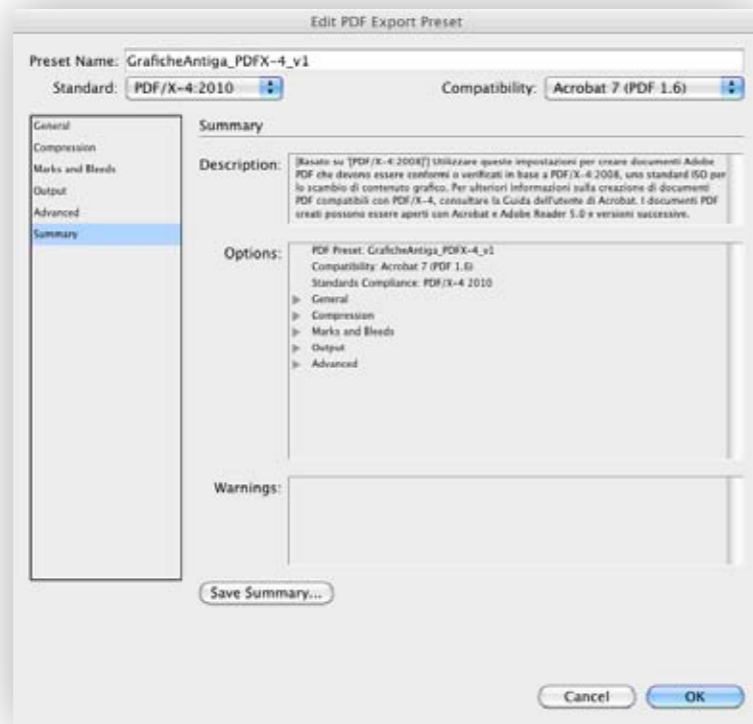 Edit PDF Export Preset
Preset Name: GraficheAntiga_PDFX-4_v1
Standard: PDF/X-4:2010
Compatibility: Acrobat 7 (PDF 1.6)
General
Compression
Marks and Bleeds
Output
Advanced
Summary
Summary
Description:
[Basato su '[PDF/X-4:2008]'] Utilizzare queste impostazioni per creare documenti Adobe
PDF che devono essere conformi o verificati in base a PDF/X-4:2008, uno standard ISO per
lo scambio di contenuto grafico. Per ulteriori informazioni sulla creazione di documenti
PDF compatibili con PDF/X-4, consultare la Guida dell'utente di Acrobat. I documenti PDF
creati possono essere aperti con Acrobat e Adobe Reader 5.0 e versioni successive.
Options:
PDF Preset: GraficheAntiga_PDFX-4_v1
Compatibility: Acrobat 7 (PDF 1.6)
Standards Compliance: PDF/X-4 2010
General
Compression
Marks and Bleeds
Output
Advanced
Warnings:
Save Summary...
Cancel
OK